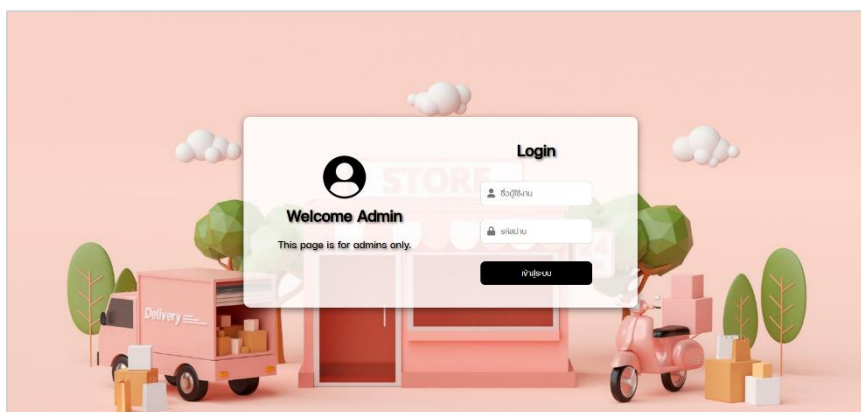 STORE
Welcome Admin
This page is for admins only.
Login
ชื่อผู้ใช้งาน
รหัสผ่าน
เข้าสู่ระบบ
Delivery